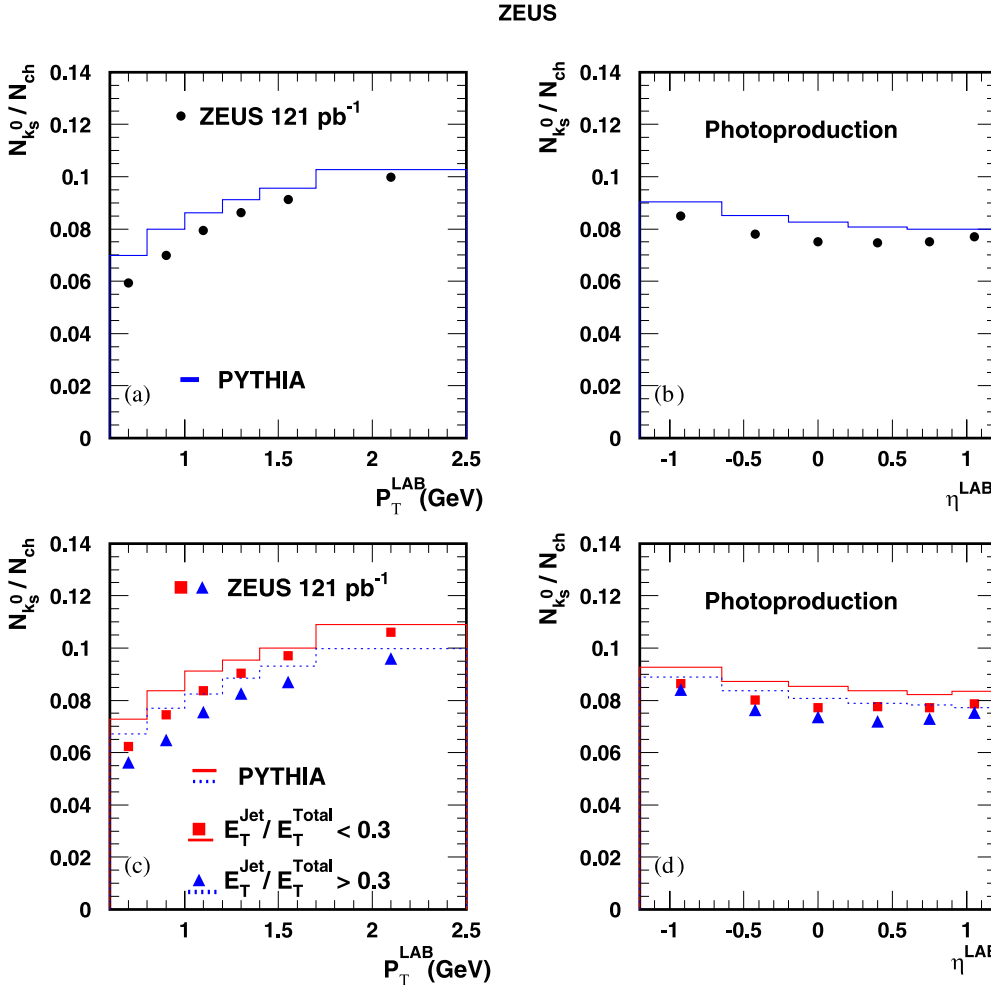 ZEUS
N_{k_s^0} / N_{ch}
0.14
0.12
0.1
0.08
0.06
0.04
0.02
0
ZEUS 121 pb^{-1}
PYTHIA
(a)
1
1.5
2
2.5
P_T^{LAB} (GeV)
N_{k_s^0} / N_{ch}
0.14
0.12
0.1
0.08
0.06
0.04
0.02
0
Photoproduction
(b)
-1
-0.5
0
0.5
1
η^{LAB}
N_{k_s^0} / N_{ch}
0.14
0.12
0.1
0.08
0.06
0.04
0.02
0
ZEUS 121 pb^{-1}
PYTHIA
E_T^{Jet} / E_T^{Total} < 0.3
E_T^{Jet} / E_T^{Total} > 0.3
(c)
1
1.5
2
2.5
P_T^{LAB} (GeV)
N_{k_s^0} / N_{ch}
0.14
0.12
0.1
0.08
0.06
0.04
0.02
0
Photoproduction
(d)
-1
-0.5
0
0.5
1
η^{LAB}